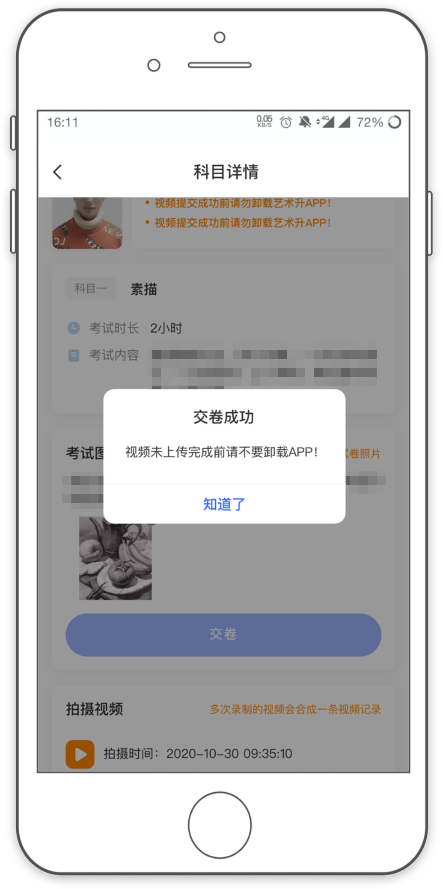 16:11
0.05
KB/S
4G
72%
科目详情
• 视频提交成功前请勿卸载艺术升APP!
• 视频提交成功前请勿卸载艺术升APP!
科目一
素描
考试时长 2小时
考试内容
交卷成功
视频未上传完成前请不要卸载APP!
知道了
考试图
卷照片
交卷
拍摄视频
多次录制的视频会合成一条视频记录
拍摄时间：2020-10-30 09:35:10